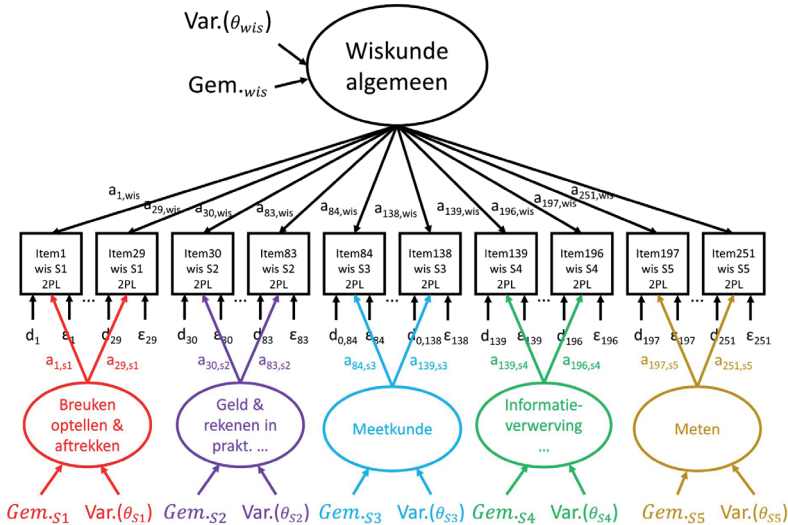 Var.(θwis)
Gem.wis
Wiskunde
algemeen
a1,wis
a29,wis
a30,wis
a83,wis
a84,wis
a138,wis
a139,wis
a196,wis
a197,wis
a251,wis
Item1
wis S1
2PL
...
Item29
wis S1
2PL
Item30
wis S2
2PL
...
Item83
wis S2
2PL
Item84
wis S3
2PL
...
Item138
wis S3
2PL
Item139
wis S4
2PL
...
Item196
wis S4
2PL
Item197
wis S5
2PL
...
Item251
wis S5
2PL
d1 ε1 d29 ε29 d30 ε30 d83 ε83 d0,84 ε84 d0,138 ε138 d139 ε139 d196 ε196 d197 ε197 d251 ε251
a1,s1 a29,s1 a30,s2 a83,s2 a84,s3 a139,s3 a139,s4 a196,s4 a197,s5 a251,s5
Breuken
optellen &
aftrekken
Geld &
rekenen in
prakt. ...
Meetkunde
Informatie-
verwerving
...
Meten
Gem.S1 Var.(θS1) Gem.S2 Var.(θS2) Gem.S3 Var.(θS3) Gem.S4 Var.(θS4) Gem.S5 Var.(θS5)